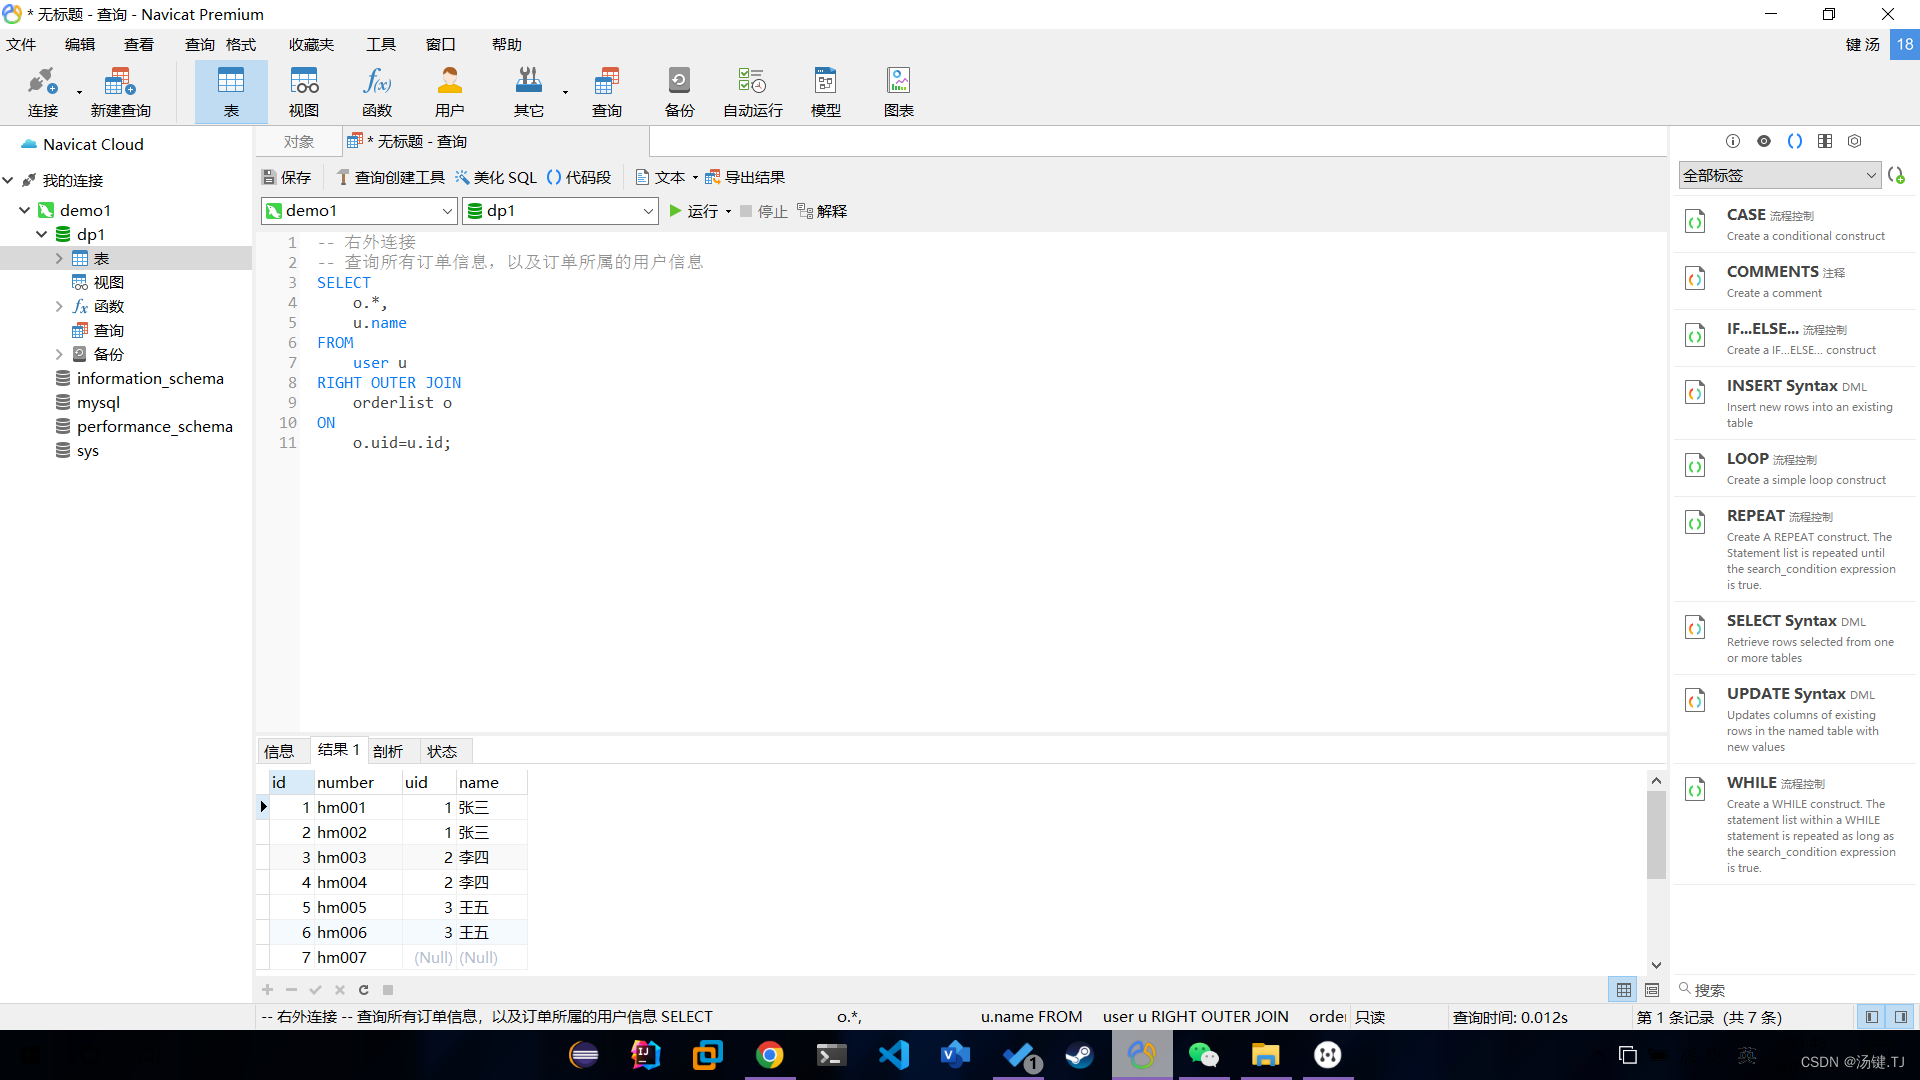 * 无标题 - 查询 - Navicat Premium
文件 编辑 查看 查询 格式 收藏夹 工具 窗口 帮助 键 汤 18
连接 新建查询 表 视图 函数 用户 其它 查询 备份 自动运行 模型 图表
Navicat Cloud
我的连接
demo1
dp1
表
视图
函数
查询
备份
information_schema
mysql
performance_schema
sys
对象 * 无标题 - 查询
保存 查询创建工具 美化 SQL 代码段 文本 导出结果
demo1 dp1 运行 停止 解释
1 -- 右外连接
2 -- 查询所有订单信息，以及订单所属的用户信息
3 SELECT
4 o.*,
5 u.name
6 FROM
7 user u
8 RIGHT OUTER JOIN
9 orderlist o
10 ON
11 o.uid=u.id;
信息 结果 1 剖析 状态
id number uid name
1 hm001 1 张三
2 hm002 1 张三
3 hm003 2 李四
4 hm004 2 李四
5 hm005 3 王五
6 hm006 3 王五
7 hm007 (Null) (Null)
全部标签
CASE 流程控制
Create a conditional construct
COMMENTS 注释
Create a comment
IF...ELSE... 流程控制
Create a IF...ELSE... construct
INSERT Syntax DML
Insert new rows into an existing
table
LOOP 流程控制
Create a simple loop construct
REPEAT 流程控制
Create A REPEAT construct. The
Statement list is repeated until
the search_condition expression
is true.
SELECT Syntax DML
Retrieve rows selected from one
or more tables
UPDATE Syntax DML
Updates columns of existing
rows in the named table with
new values
WHILE 流程控制
Create a WHILE construct. The
statement list within a WHILE
statement is repeated as long as
the search_condition expression
is true.
搜索
-- 右外连接 -- 查询所有订单信息，以及订单所属的用户信息 SELECT o.*, u.name FROM user u RIGHT OUTER JOIN order 只读 查询时间: 0.012s 第 1 条记录 (共 7 条)
1 英
CSDN @汤键.TJ